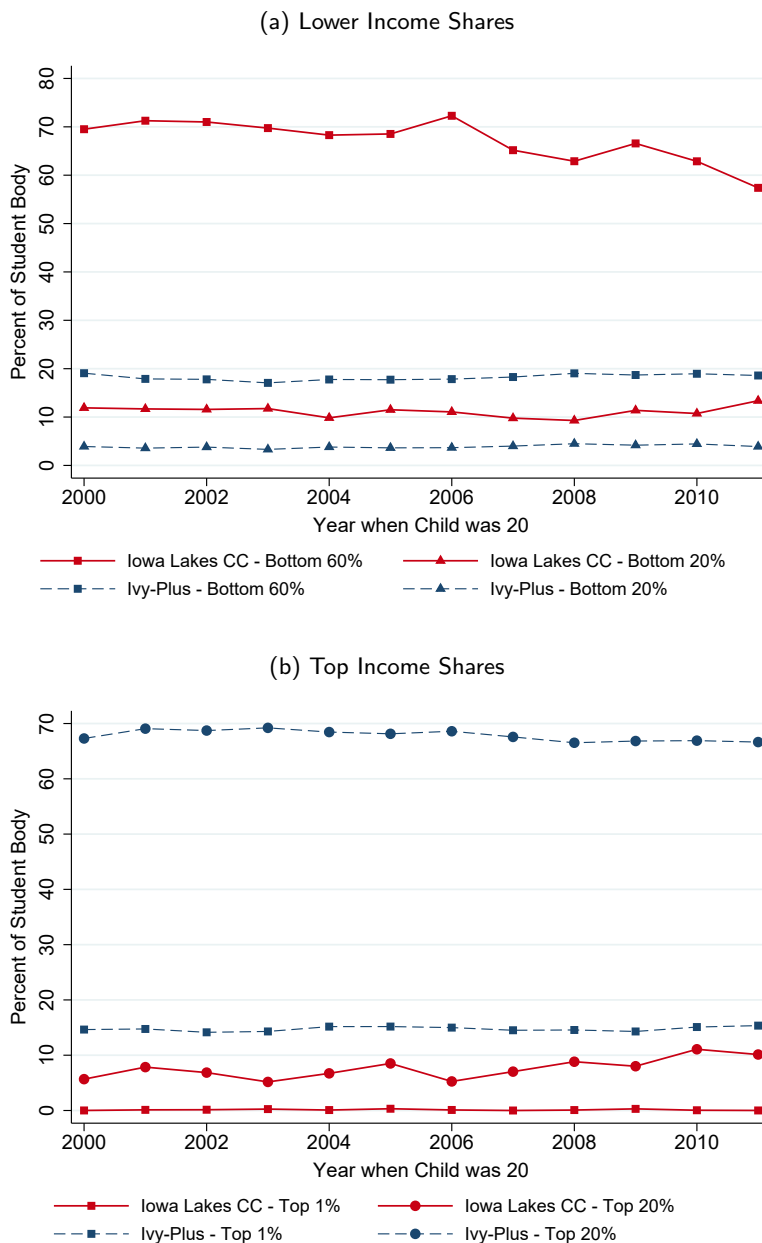 (a) Lower Income Shares
Percent of Student Body
80
70
60
50
40
30
20
10
0
2000 2002 2004 2006 2008 2010
Year when Child was 20
Iowa Lakes CC - Bottom 60% Iowa Lakes CC - Bottom 20%
Ivy-Plus - Bottom 60% Ivy-Plus - Bottom 20%
(b) Top Income Shares
Percent of Student Body
70
60
50
40
30
20
10
0
2000 2002 2004 2006 2008 2010
Year when Child was 20
Iowa Lakes CC - Top 1% Iowa Lakes CC - Top 20%
Ivy-Plus - Top 1% Ivy-Plus - Top 20%